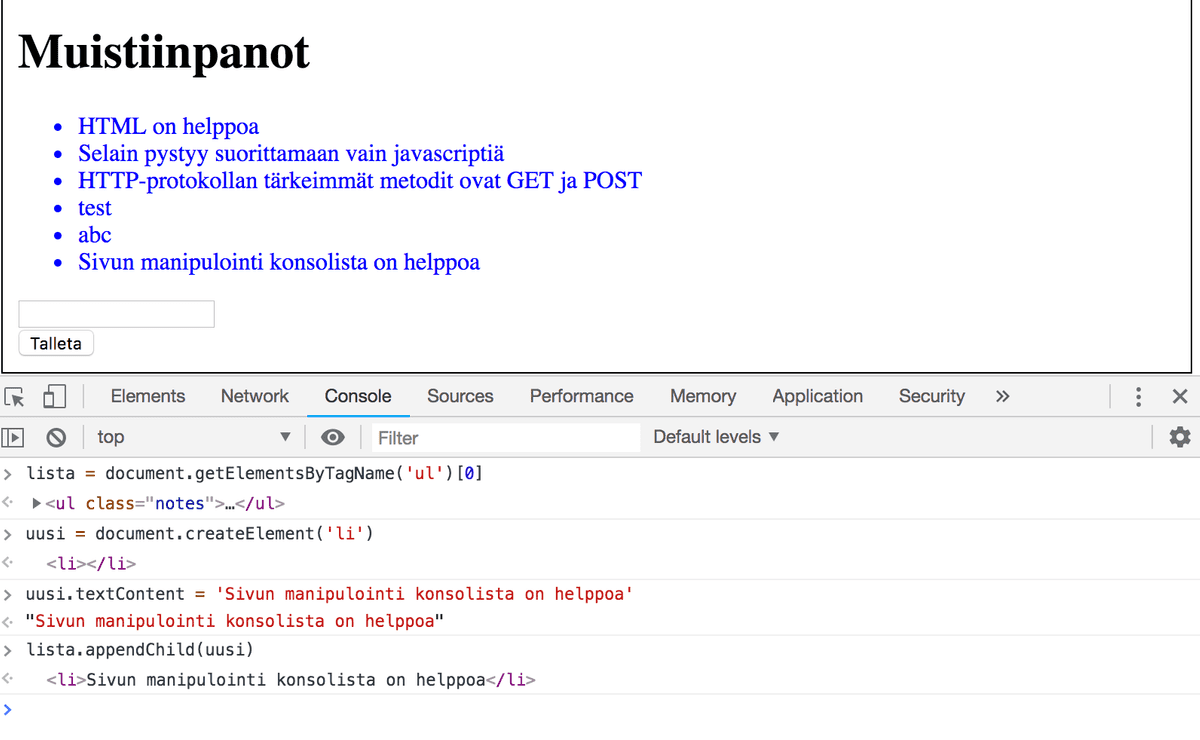 Muistiinpanot
HTML on helppoa
Selain pystyy suorittamaan vain javascriptiä
HTTP-protokollan tärkeimmät metodit ovat GET ja POST
test
abc
Sivun manipulointi konsolista on helppoa
Talleta
Elements Network Console Sources Performance Memory Application Security »
top Filter Default levels ▼
> lista = document.getElementsByTagName('ul')[0]
<ul class="notes">…</ul>
> uusi = document.createElement('li')
<li></li>
> uusi.textContent = 'Sivun manipulointi konsolista on helppoa'
"Sivun manipulointi konsolista on helppoa"
> lista.appendChild(uusi)
<li>Sivun manipulointi konsolista on helppoa</li>
>